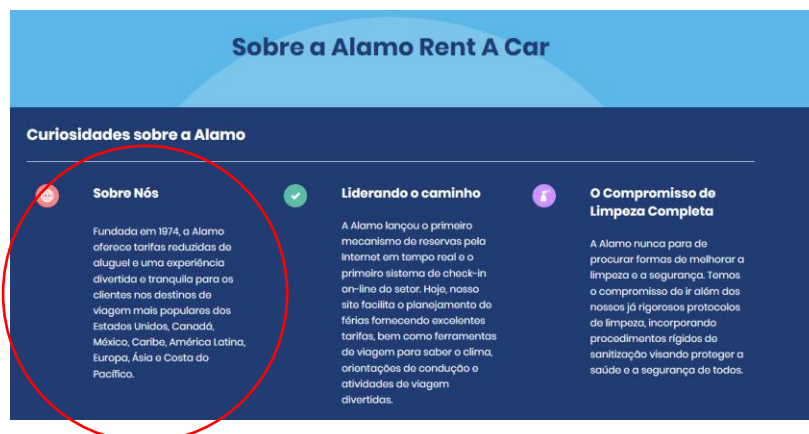 Sobre a Alamo Rent A Car
Curiosidades sobre a Alamo
Sobre Nós
Fundada em 1974, a Alamo
oferece tarifas reduzidas de
aluguel e uma experiência
divertida e tranquila para os
clientes nos destinos de
viagem mais populares dos
Estados Unidos, Canadá,
México, Caribe, América Latina,
Europa, Ásia e Costa do
Pacífico.
Liderando o caminho
A Alamo lançou o primeiro
mecanismo de reservas pela
Internet em tempo real e o
primeiro sistema de check-in
on-line do setor. Hoje, nosso
site facilita o planejamento de
férias fornecendo excelentes
tarifas, bem como ferramentas
de viagem para saber o clima,
orientações de condução e
atividades de viagem
divertidas.
O Compromisso de
Limpeza Completa
A Alamo nunca para de
procurar formas de melhorar a
limpeza e a segurança. Temos
o compromisso de ir além dos
nossos já rigorosos protocolos
de limpeza, incorporando
procedimentos rígidos de
sanitização visando proteger a
saúde e a segurança de todos.